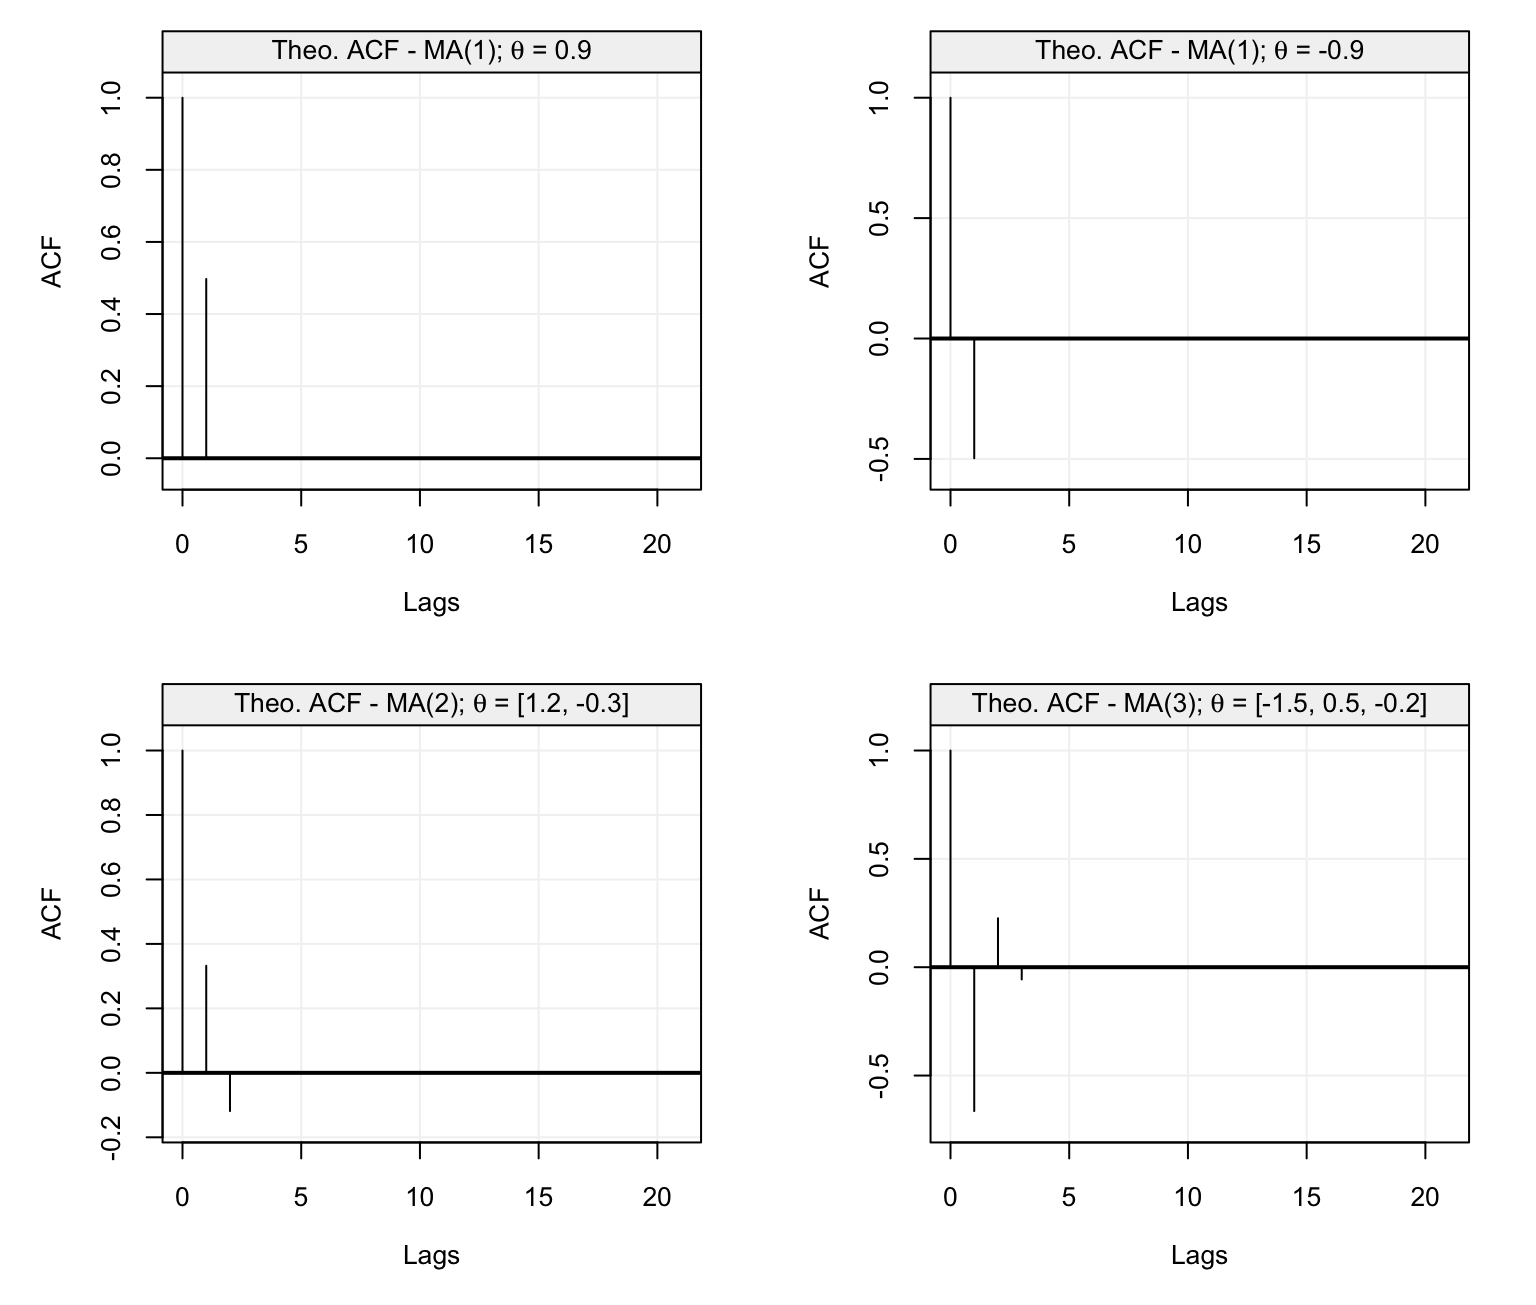 Theo. ACF - MA(1); θ = 0.9
1.0
0.8
0.6
0.4
0.2
0.0
ACF
0 5 10 15 20
Lags
Theo. ACF - MA(1); θ = -0.9
1.0
0.5
0.0
-0.5
ACF
0 5 10 15 20
Lags
Theo. ACF - MA(2); θ = [1.2, -0.3]
1.0
0.8
0.6
0.4
0.2
0.0
-0.2
ACF
0 5 10 15 20
Lags
Theo. ACF - MA(3); θ = [-1.5, 0.5, -0.2]
1.0
0.5
0.0
-0.5
ACF
0 5 10 15 20
Lags